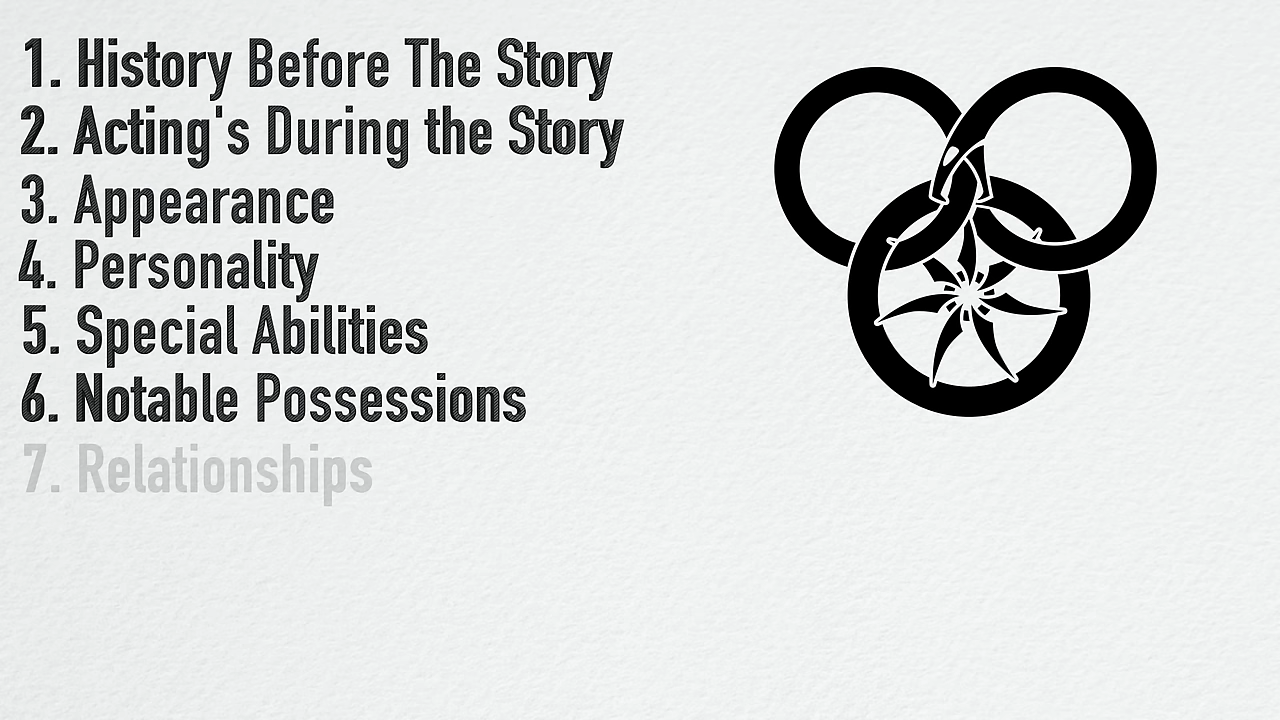 1. History Before The Story
2. Acting's During the Story
3. Appearance
4. Personality
5. Special Abilities
6. Notable Possessions
7. Relationships